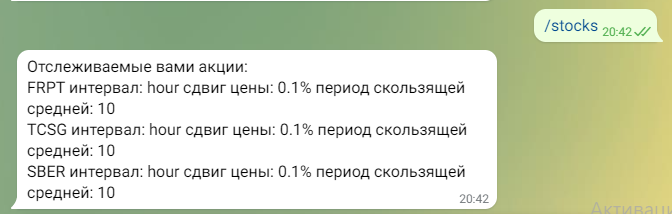 /stocks 20:42
Отслеживаемые вами акции:
FRPT интервал: hour сдвиг цены: 0.1% период скользящей
средней: 10
TCSG интервал: hour сдвиг цены: 0.1% период скользящей
средней: 10
SBER интервал: hour сдвиг цены: 0.1% период скользящей
средней: 10
20:42